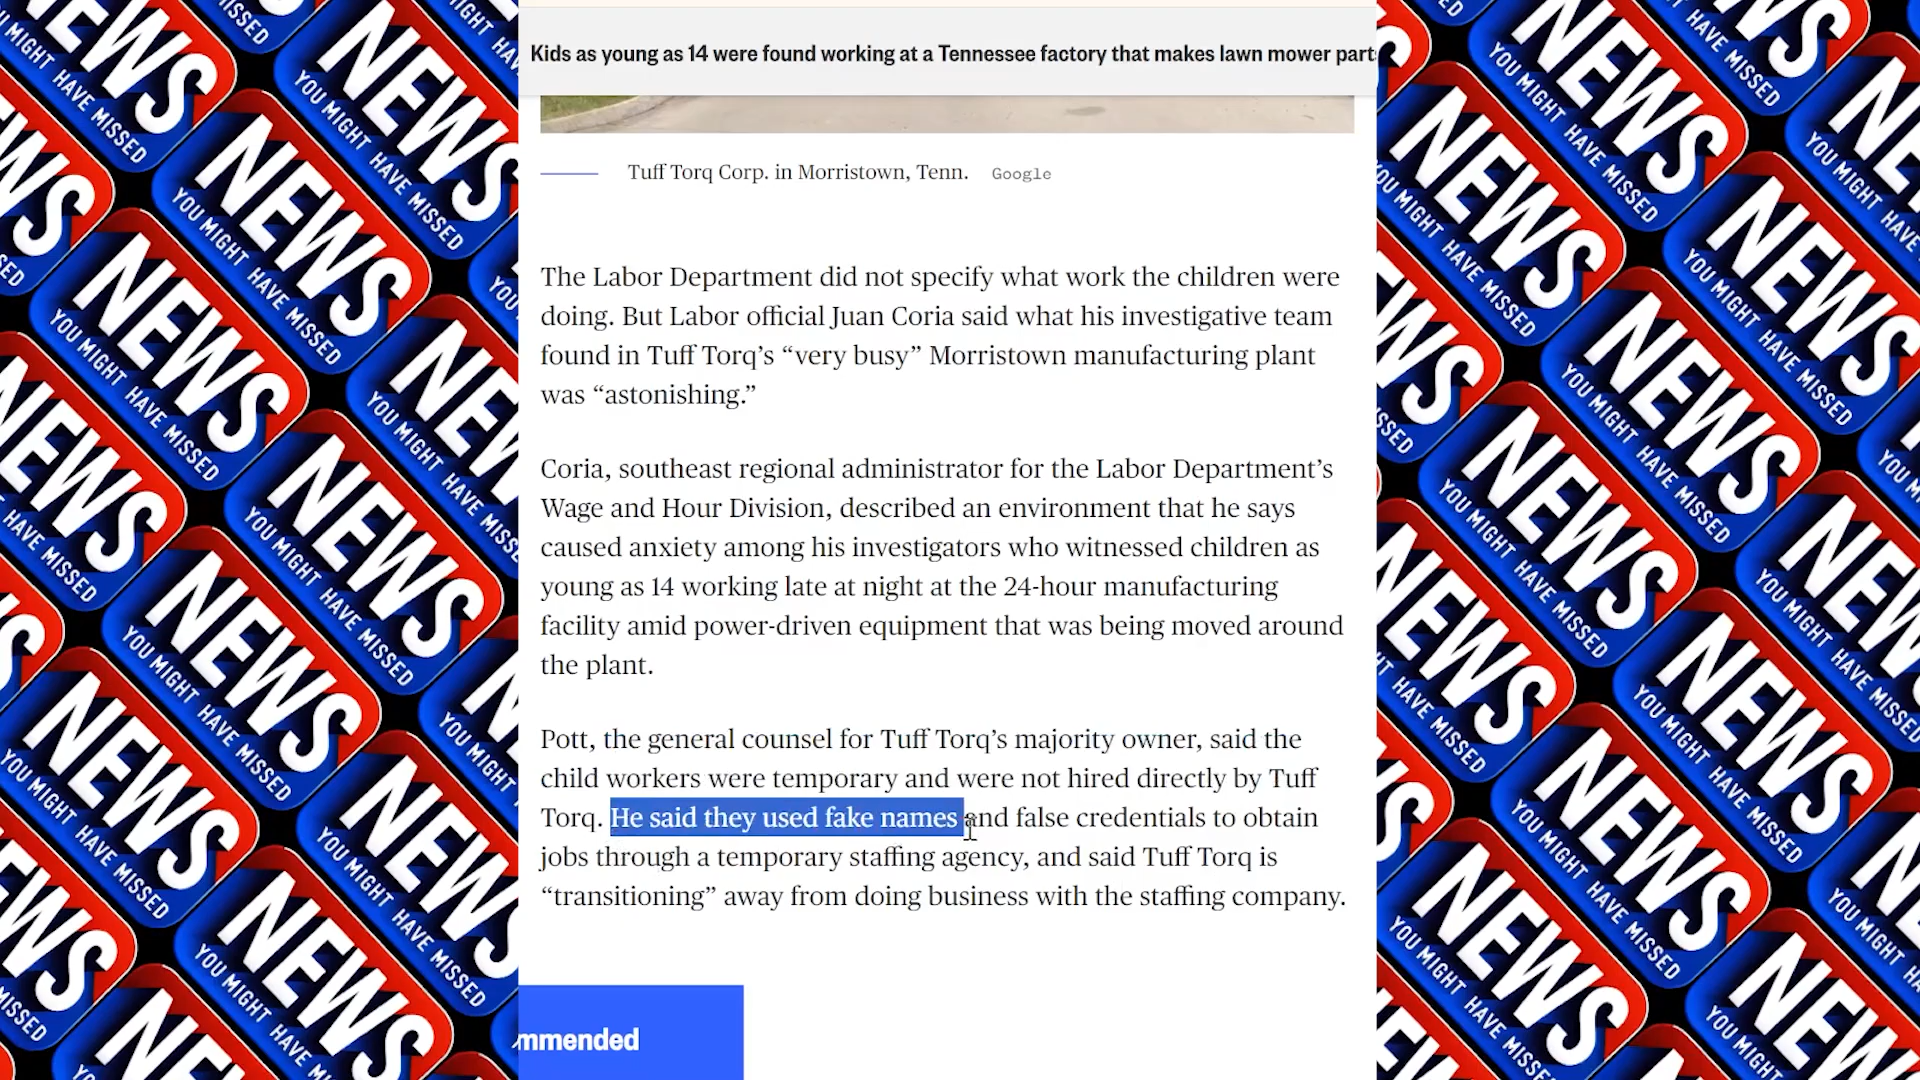 Kids as young as 14 were found working at a Tennessee factory that makes lawn mower parts
Tuff Torq Corp. in Morristown, Tenn. Google
The Labor Department did not specify what work the children were
doing. But Labor official Juan Coria said what his investigative team
found in Tuff Torq’s “very busy” Morristown manufacturing plant
was “astonishing.”
Coria, southeast regional administrator for the Labor Department’s
Wage and Hour Division, described an environment that he says
caused anxiety among his investigators who witnessed children as
young as 14 working late at night at the 24-hour manufacturing
facility amid power-driven equipment that was being moved around
the plant.
Pott, the general counsel for Tuff Torq’s majority owner, said the
child workers were temporary and were not hired directly by Tuff
Torq. He said they used fake names and false credentials to obtain
jobs through a temporary staffing agency, and said Tuff Torq is
“transitioning” away from doing business with the staffing company.
mmended
NEWS
YOU MIGHT HAVE MISSED